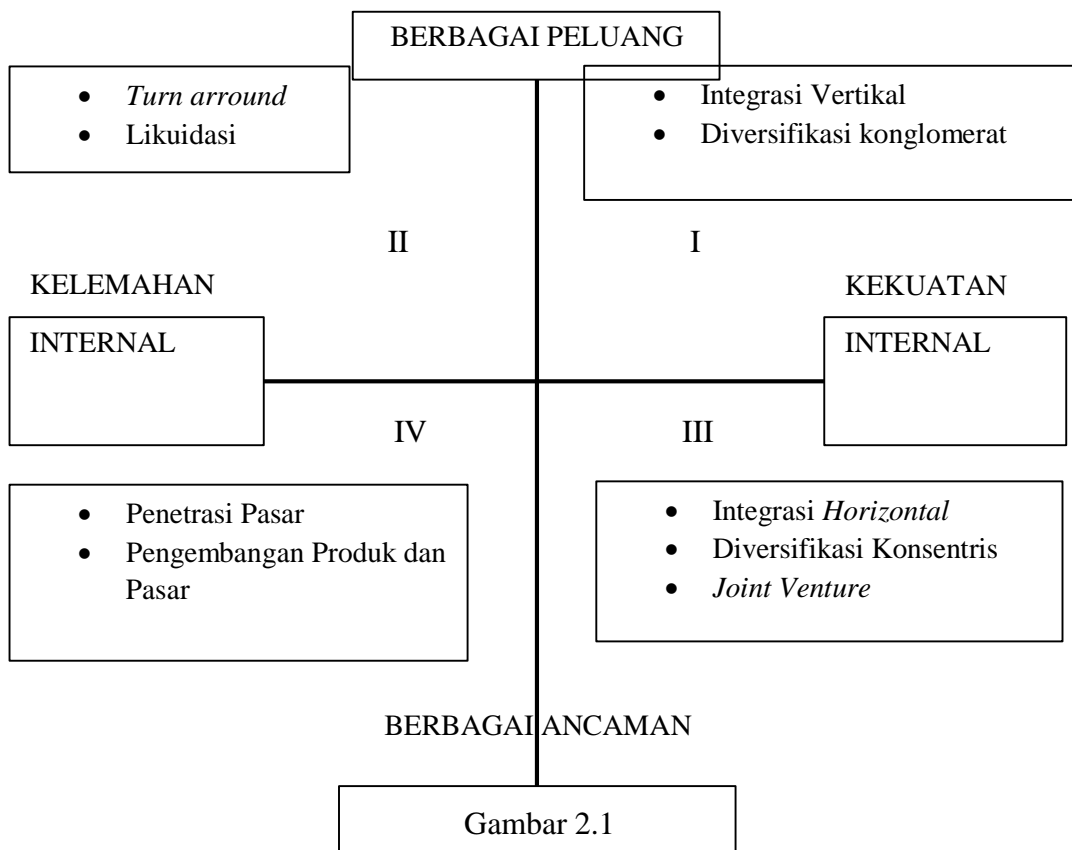 BERBAGAI PELUANG
• Turn arround
• Likuidasi
• Integrasi Vertikal
• Diversifikasi konglomerat
II
I
KELEMAHAN
INTERNAL
KEKUATAN
INTERNAL
IV
III
• Penetrasi Pasar
• Pengembangan Produk dan
Pasar
• Integrasi Horizontal
• Diversifikasi Konsentris
• Joint Venture
BERBAGAI ANCAMAN
Gambar 2.1